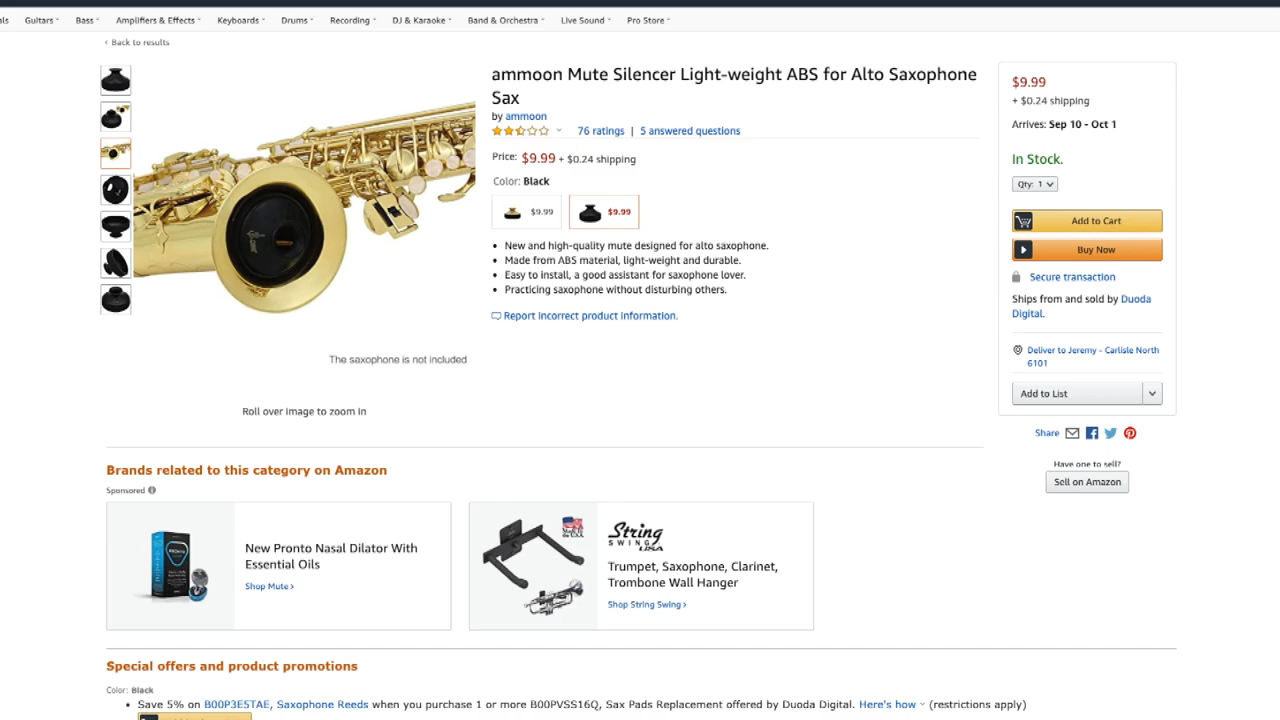 als Guitars Bass Amplifiers & Effects Keyboards Drums Recording DJ & Karaoke Band & Orchestra Live Sound Pro Store
‹ Back to results
ammoon Mute Silencer Light-weight ABS for Alto Saxophone
Sax
by ammoon
76 ratings | 5 answered questions
Price: $9.99 + $0.24 shipping
Color: Black
$9.99 $9.99
• New and high-quality mute designed for alto saxophone.
• Made from ABS material, light-weight and durable.
• Easy to install, a good assistant for saxophone lover.
• Practicing saxophone without disturbing others.
Report incorrect product information.
The saxophone is not included
Roll over image to zoom in
$9.99
+ $0.24 shipping
Arrives: Sep 10 - Oct 1
In Stock.
Qty: 1
Add to Cart
Buy Now
Secure transaction
Ships from and sold by Duoda
Digital.
Deliver to Jeremy - Carlisle North
6101
Add to List
Share
Have one to sell?
Sell on Amazon
Brands related to this category on Amazon
Sponsored
PRONTO
New Pronto Nasal Dilator With
Essential Oils
Shop Mute ›
Made In
the USA
String
SWING USA
Trumpet, Saxophone, Clarinet,
Trombone Wall Hanger
Shop String Swing ›
Special offers and product promotions
Color: Black
• Save 5% on B00P3E5TAE, Saxophone Reeds when you purchase 1 or more B00PVSS16Q, Sax Pads Replacement offered by Duoda Digital. Here's how (restrictions apply)